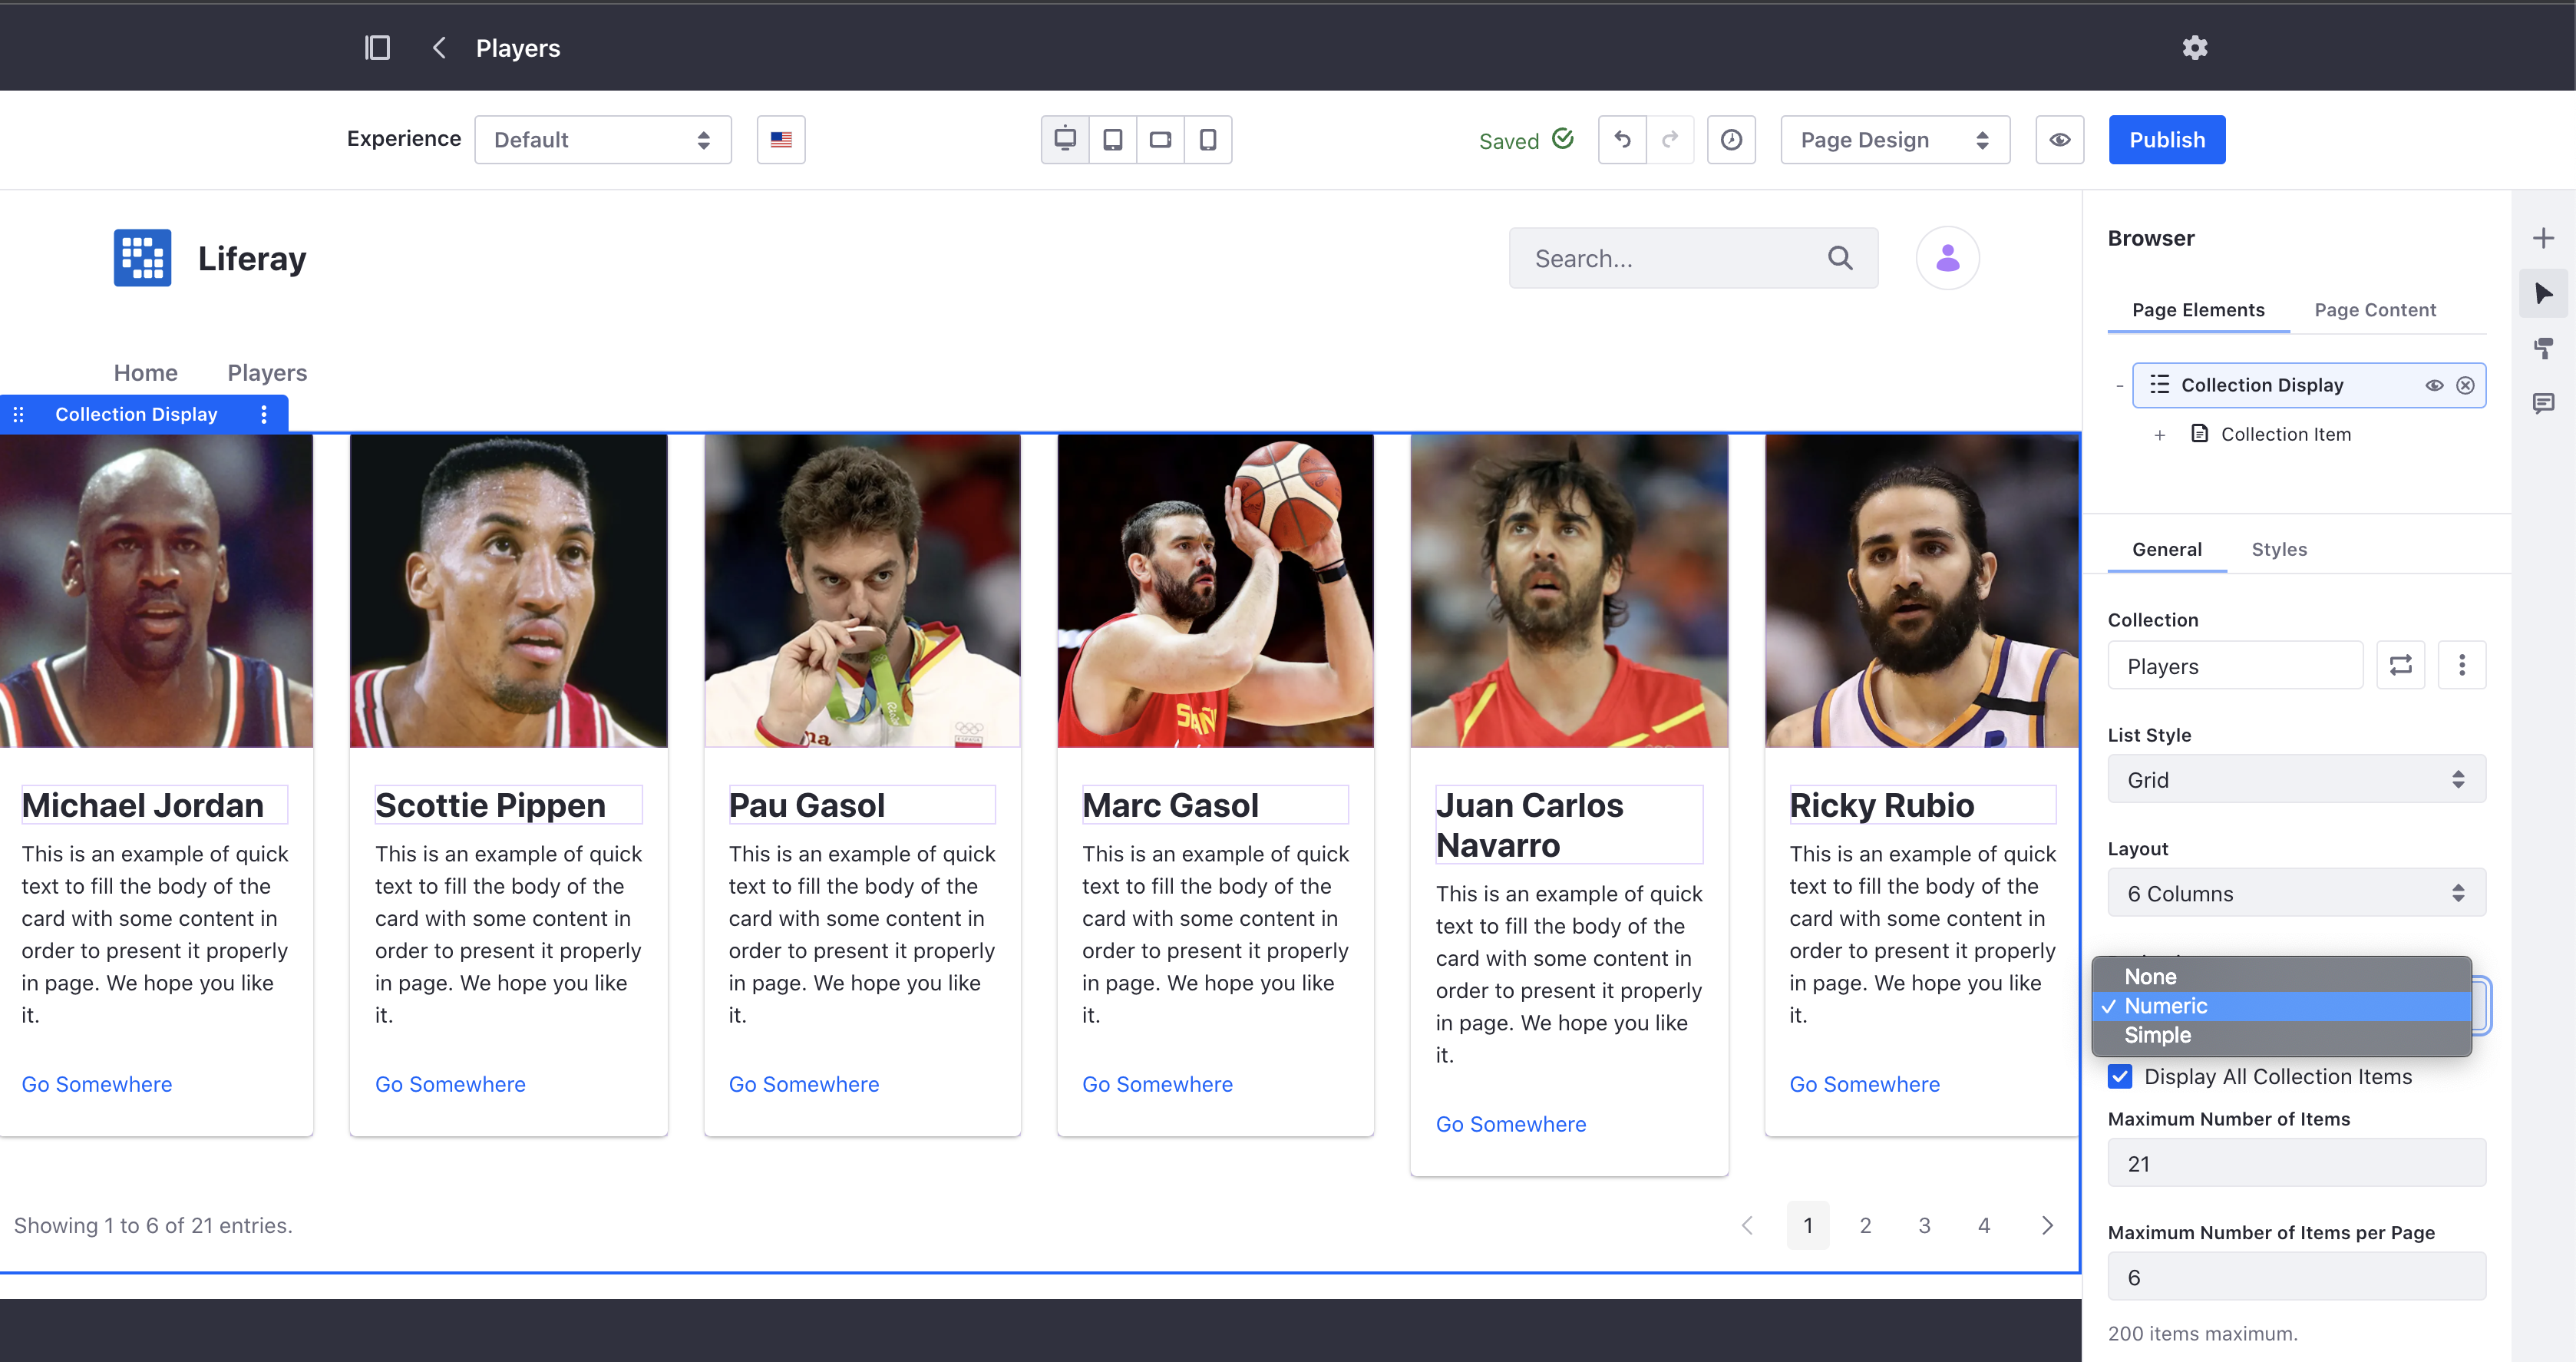 Players
Experience
Default
Saved
Page Design
Publish
Liferay
Search...
Home
Players
Collection Display
Michael Jordan
This is an example of quick
text to fill the body of the
card with some content in
order to present it properly
in page. We hope you like
it.
Go Somewhere
Scottie Pippen
This is an example of quick
text to fill the body of the
card with some content in
order to present it properly
in page. We hope you like
it.
Go Somewhere
Pau Gasol
This is an example of quick
text to fill the body of the
card with some content in
order to present it properly
in page. We hope you like
it.
Go Somewhere
Marc Gasol
This is an example of quick
text to fill the body of the
card with some content in
order to present it properly
in page. We hope you like
it.
Go Somewhere
Juan Carlos
Navarro
This is an example of quick
text to fill the body of the
card with some content in
order to present it properly
in page. We hope you like
it.
Go Somewhere
Ricky Rubio
This is an example of quick
text to fill the body of the
card with some content in
order to present it properly
in page. We hope you like
it.
Go Somewhere
Showing 1 to 6 of 21 entries.
1 2 3 4
Browser
Page Elements Page Content
Collection Display
Collection Item
General Styles
Collection
Players
List Style
Grid
Layout
6 Columns
None
Numeric
Simple
Display All Collection Items
Maximum Number of Items
21
Maximum Number of Items per Page
6
200 items maximum.